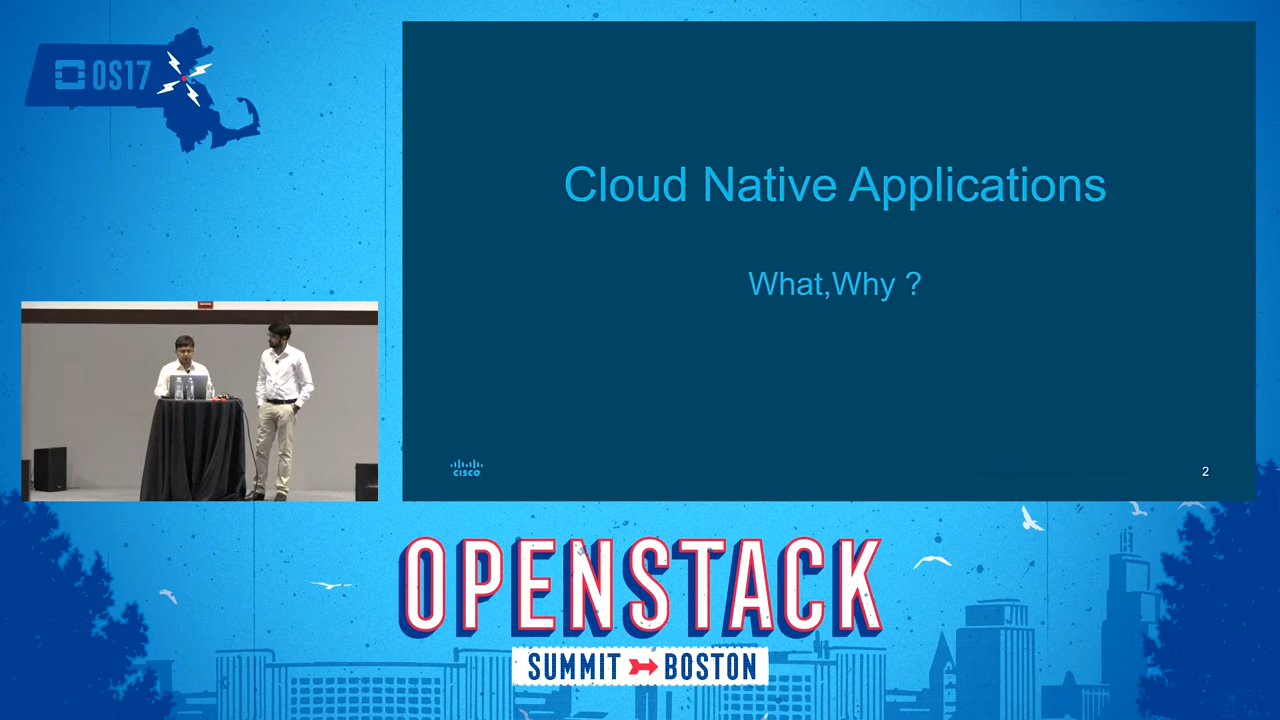 OS17
Cloud Native Applications
What,Why ?
CISCO
2
OPENSTACK
SUMMIT BOSTON